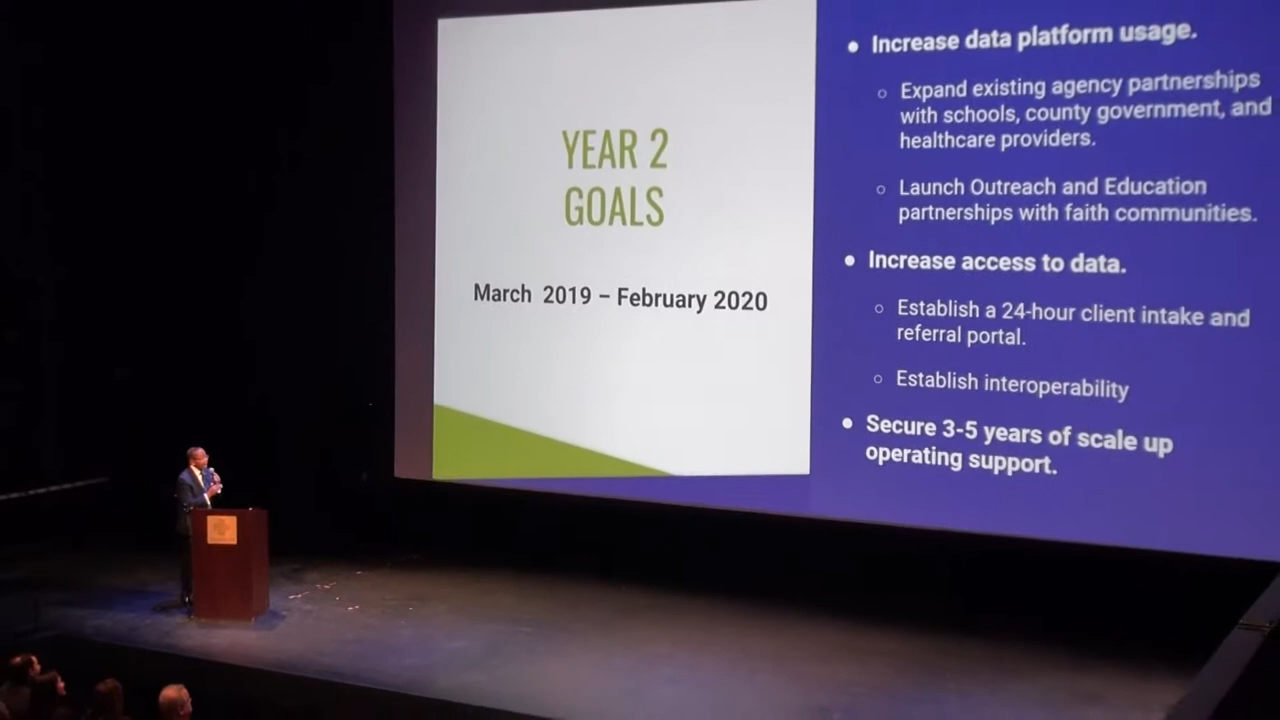 YEAR 2
GOALS
March 2019 – February 2020
● Increase data platform usage.
○ Expand existing agency partnerships
with schools, county government, and
healthcare providers.
○ Launch Outreach and Education
partnerships with faith communities.
● Increase access to data.
○ Establish a 24-hour client intake and
referral portal.
○ Establish interoperability
● Secure 3-5 years of scale up
operating support.